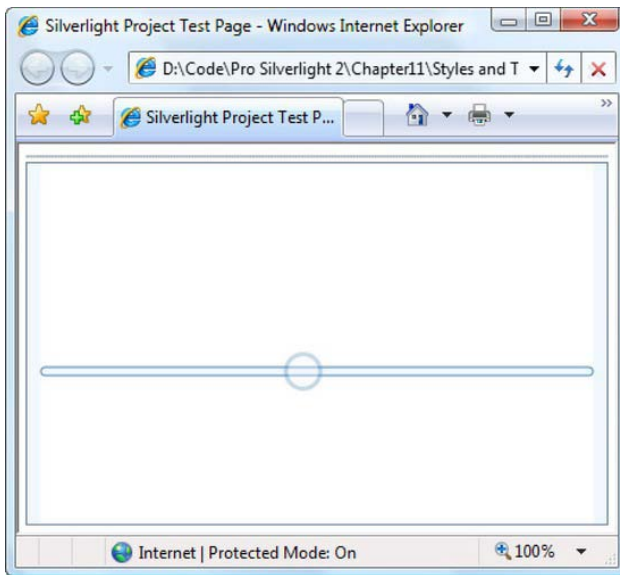 Silverlight Project Test Page - Windows Internet Explorer
D:\Code\Pro Silverlight 2\Chapter11\Styles and T
Silverlight Project Test P...
Internet | Protected Mode: On
100%